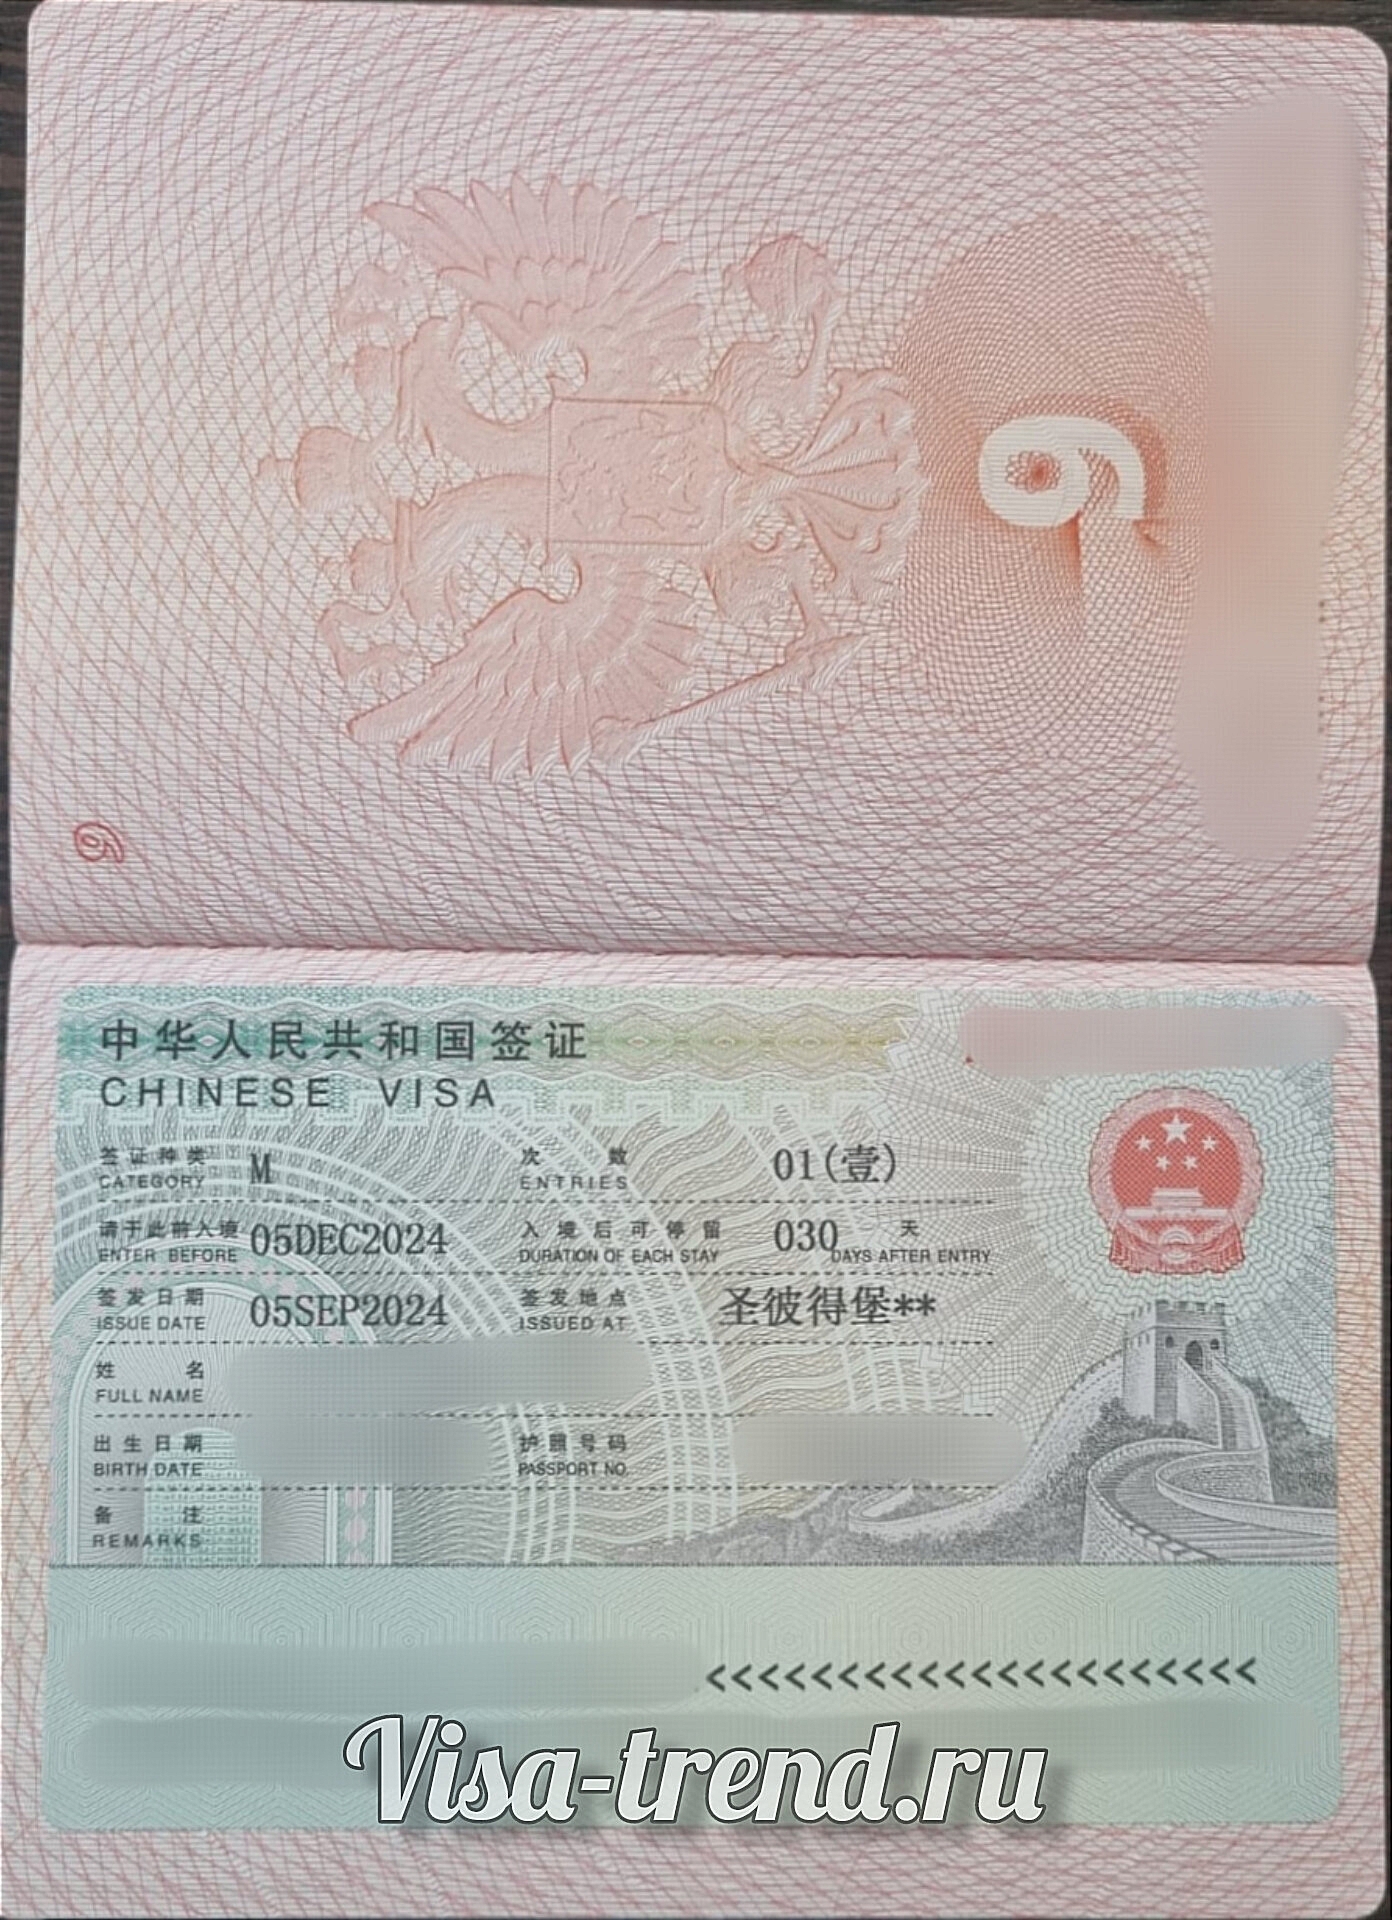 9
9
中华人民共和国签证
CHINESE VISA
签证种类 次数
CATEGORY M ENTRIES 01(壹)
请于此前入境 入境后可停留 天
ENTER BEFORE 05DEC2024 DURATION OF EACH STAY 030 DAYS AFTER ENTRY
签发日期 签发地点
ISSUE DATE 05SEP2024 ISSUED AT 圣彼得堡**
姓名
FULL NAME
出生日期 护照号码
BIRTH DATE PASSPORT NO.
备注
REMARKS
<<<<<<<<<<<<<<<<<<<<<
Visa-trend.ru